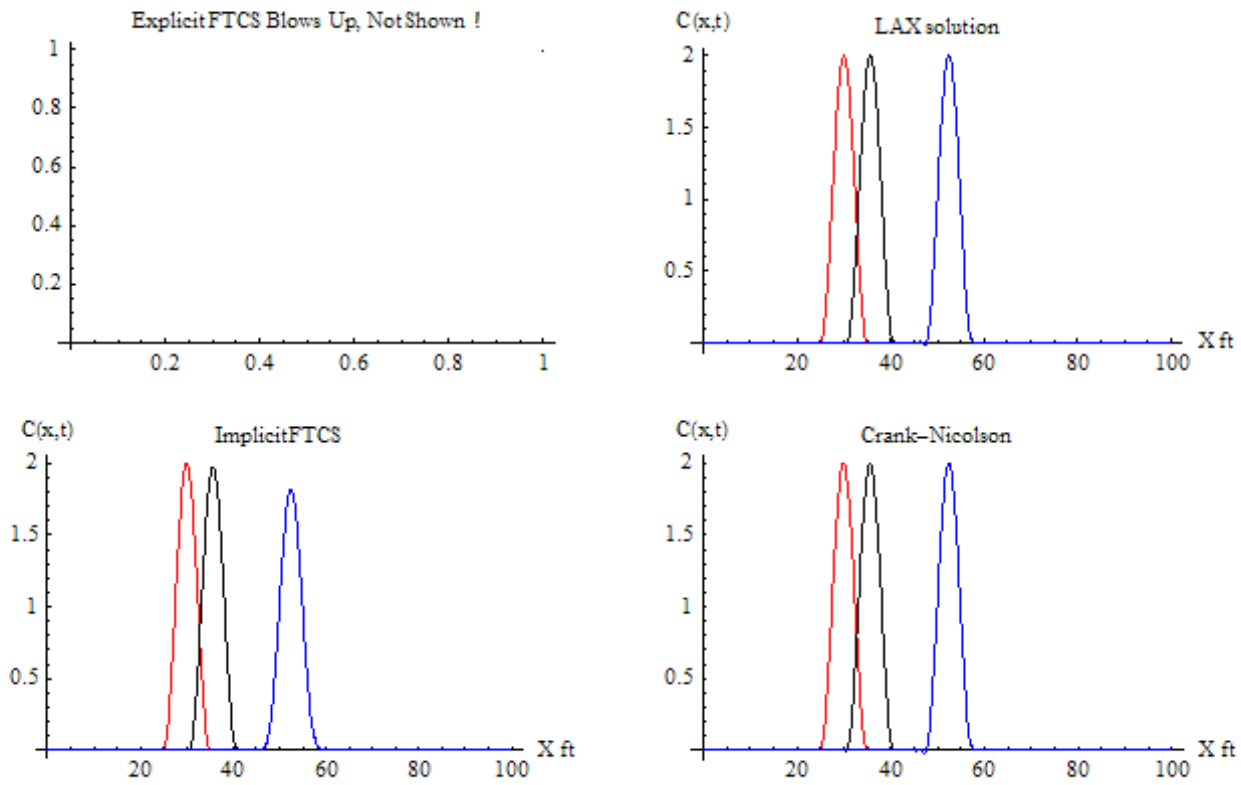 Explicit FTCS Blows Up, Not Shown !
1
0.8
0.6
0.4
0.2
0.2 0.4 0.6 0.8 1
C(x,t)
LAX solution
2
1.5
1
0.5
20 40 60 80 100
X ft
C(x,t)
Implicit FTCS
2
1.5
1
0.5
20 40 60 80 100
X ft
C(x,t)
Crank–Nicolson
2
1.5
1
0.5
20 40 60 80 100
X ft